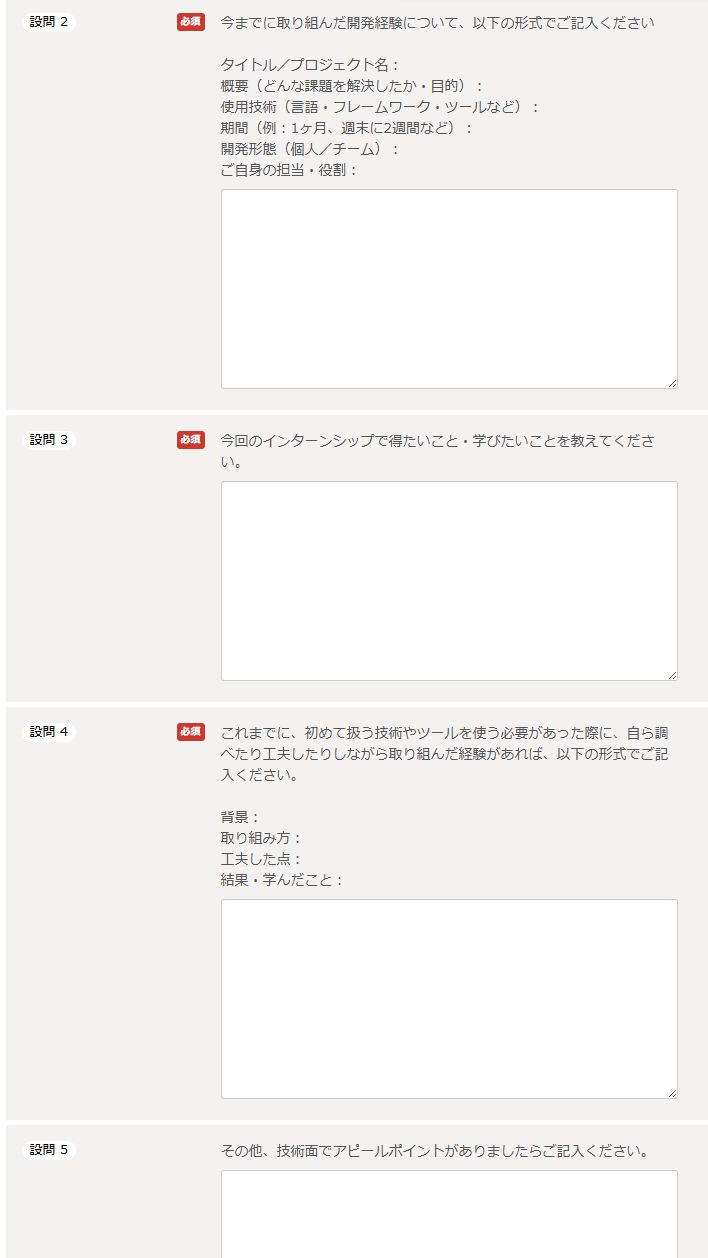 設問 2
必須
今までに取り組んだ開発経験について、以下の形式でご記入ください
タイトル／プロジェクト名：
概要（どんな課題を解決したか・目的）：
使用技術（言語・フレームワーク・ツールなど）：
期間（例：1ヶ月、週末に2週間など）：
開発形態（個人／チーム）：
ご自身の担当・役割：
設問 3
必須
今回のインターンシップで得たいこと・学びたいことを教えてくださ
い。
設問 4
必須
これまでに、初めて扱う技術やツールを使う必要があった際に、自ら調
べたり工夫したりしながら取り組んだ経験があれば、以下の形式でご記
入ください。
背景：
取り組み方：
工夫した点：
結果・学んだこと：
設問 5
その他、技術面でアピールポイントがありましたらご記入ください。